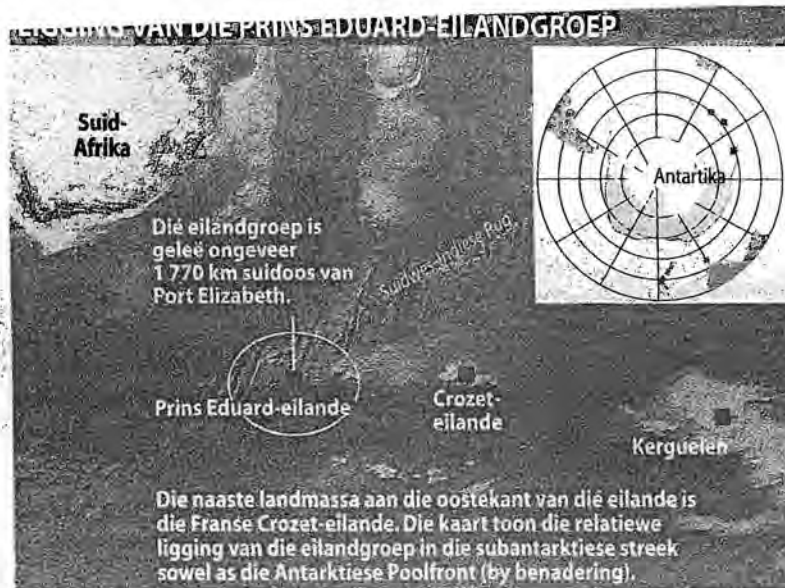 LIGGING VAN DIE PRINS EDUARD-EILANDGROEP
Suid-
Afrika
Antartika
Dié eilandgroep is
geleë ongeveer
1 770 km suidoos van
Port Elizabeth.
Suidwes-Indiese Rug
Prins Eduard-eilande
Crozet-
eilande
Kerguelen
Die naaste landmassa aan die oostekant van dié eilande is
die Franse Crozet-eilande. Die kaart toon die relatiewe
ligging van die eilandgroep in die subantarktiese streek
sowel as die Antarktiese Poolfront (by benadering).